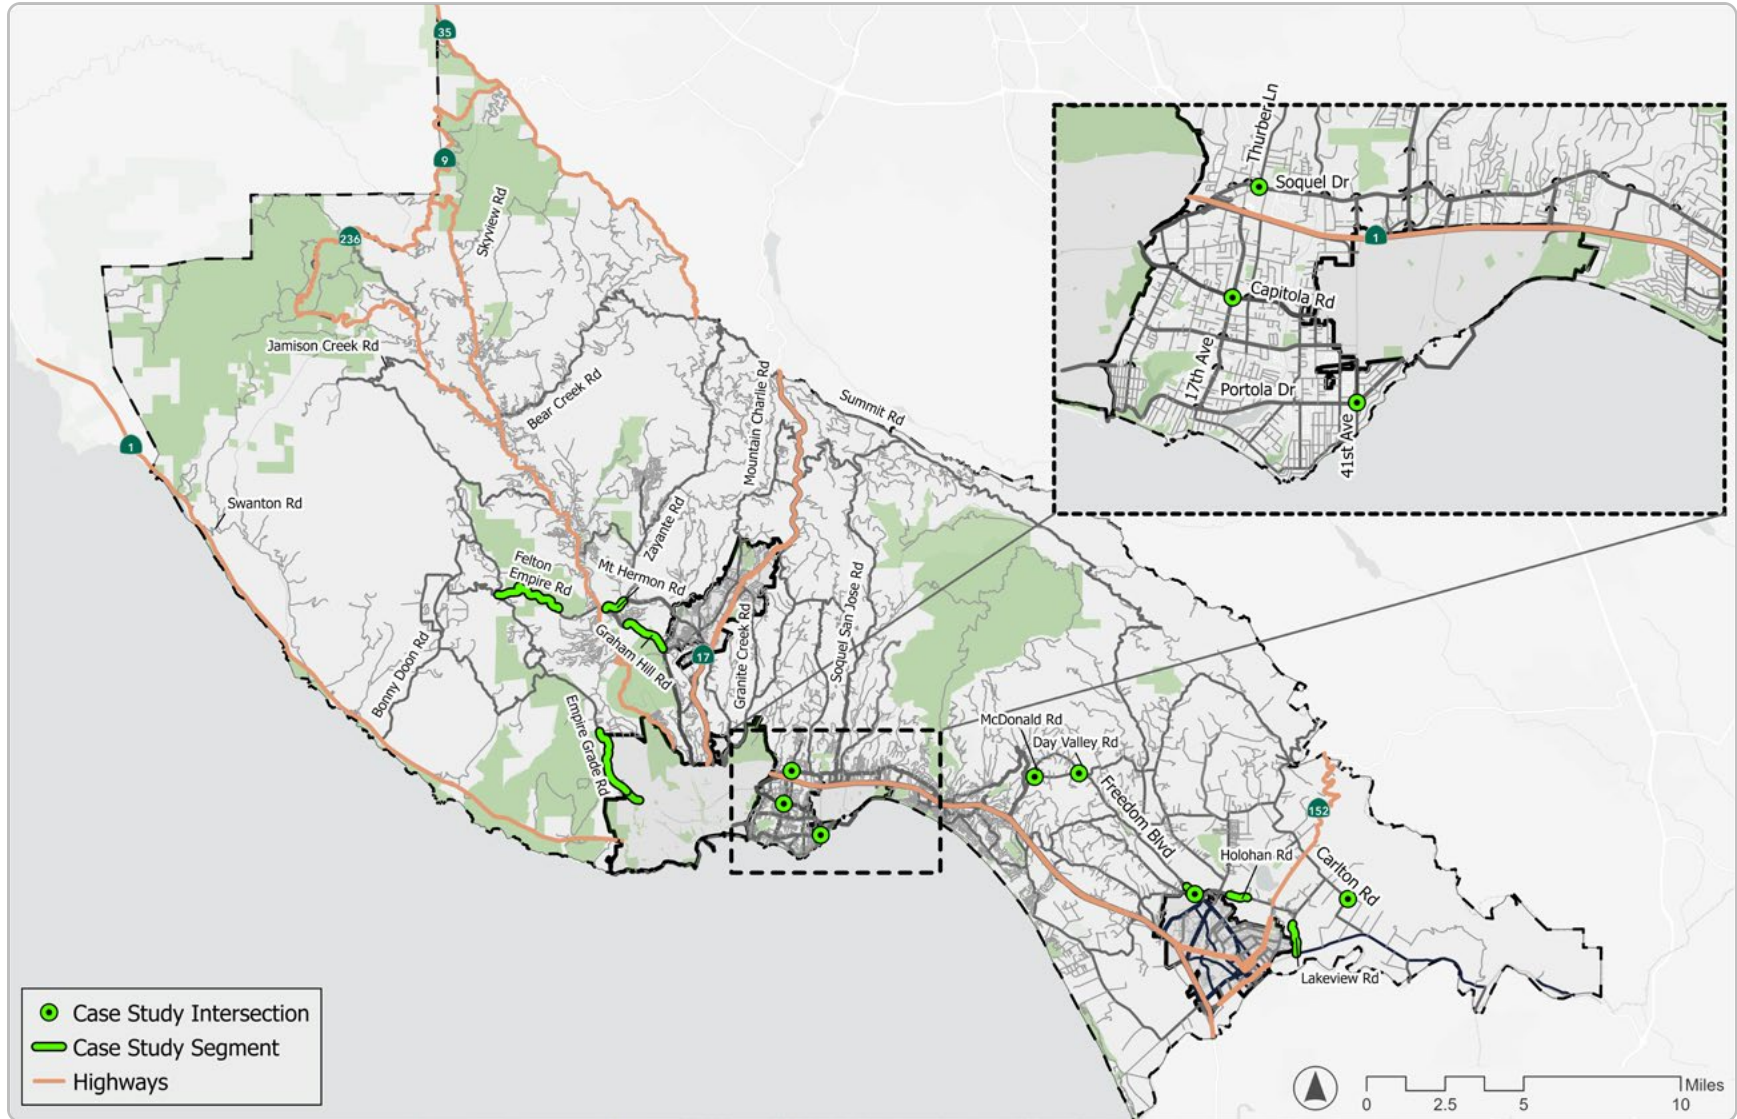 35
Thurber Ln
9
Soquel Dr
Skyview Rd
236
1
Capitola Rd
Jamison Creek Rd
17th Ave
Portola Dr
Bear Creek Rd
Mountain Charlie Rd
Summit Rd
41st Ave
1
Swanton Rd
Zayante Rd
Felton
Empire Rd
Mt Hermon Rd
Soquel San Jose Rd
Granite Creek Rd
Graham Hill Rd
17
Bonny Doon Rd
Empire Grade Rd
McDonald Rd
Day Valley Rd
Freedom Blvd
152
Holohan Rd
Carlton Rd
Lakeview Rd
Case Study Intersection
Case Study Segment
Highways
Miles
0 2.5 5 10